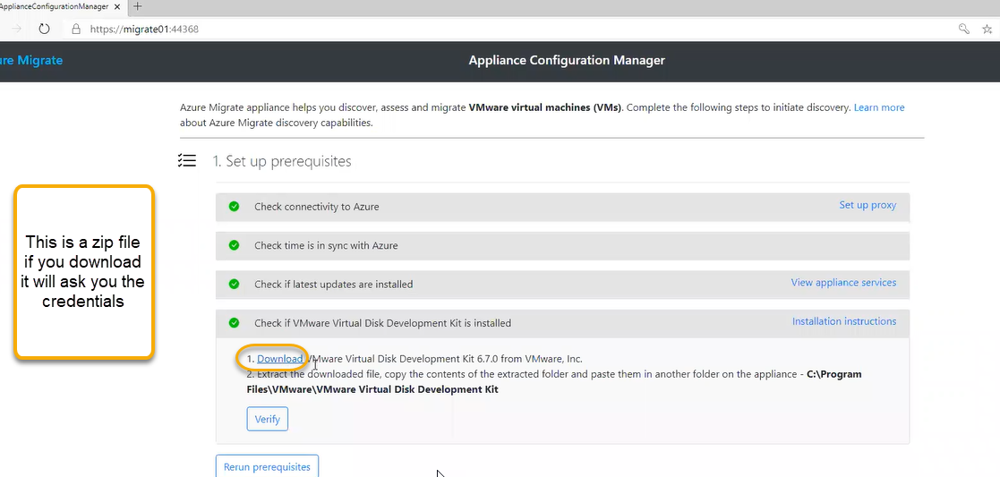 ApplianceConfigurationManager
https://migrate01:44368
re Migrate
Appliance Configuration Manager
Azure Migrate appliance helps you discover, assess and migrate VMware virtual machines (VMs). Complete the following steps to initiate discovery. Learn more
about Azure Migrate discovery capabilities.
1. Set up prerequisites
Check connectivity to Azure
Set up proxy
Check time is in sync with Azure
Check if latest updates are installed
View appliance services
Check if VMware Virtual Disk Development Kit is installed
Installation instructions
1. Download VMware Virtual Disk Development Kit 6.7.0 from VMware, Inc.
2. Extract the downloaded file, copy the contents of the extracted folder and paste them in another folder on the appliance - C:\Program
Files\VMware\VMware Virtual Disk Development Kit
Verify
Rerun prerequisites
This is a zip file
if you download
it will ask you the
credentials